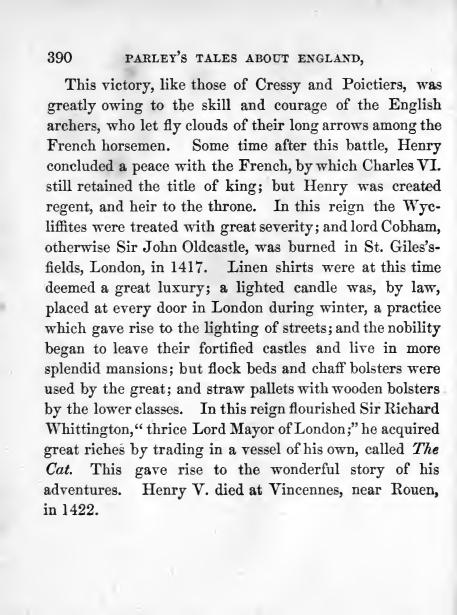 390 PARLEY'S TALES ABOUT ENGLAND,
This victory, like those of Cressy and Poictiers, was
greatly owing to the skill and courage of the English
archers, who let fly clouds of their long arrows among the
French horsemen. Some time after this battle, Henry
concluded a peace with the French, by which Charles VI.
still retained the title of king; but Henry was created
regent, and heir to the throne. In this reign the Wyc-
liffites were treated with great severity; and lord Cobham,
otherwise Sir John Oldcastle, was burned in St. Giles's-
fields, London, in 1417. Linen shirts were at this time
deemed a great luxury; a lighted candle was, by law,
placed at every door in London during winter, a practice
which gave rise to the lighting of streets; and the nobility
began to leave their fortified castles and live in more
splendid mansions; but flock beds and chaff bolsters were
used by the great; and straw pallets with wooden bolsters
by the lower classes. In this reign flourished Sir Richard
Whittington, "thrice Lord Mayor of London;" he acquired
great riches by trading in a vessel of his own, called The
Cat. This gave rise to the wonderful story of his
adventures. Henry V. died at Vincennes, near Rouen,
in 1422.